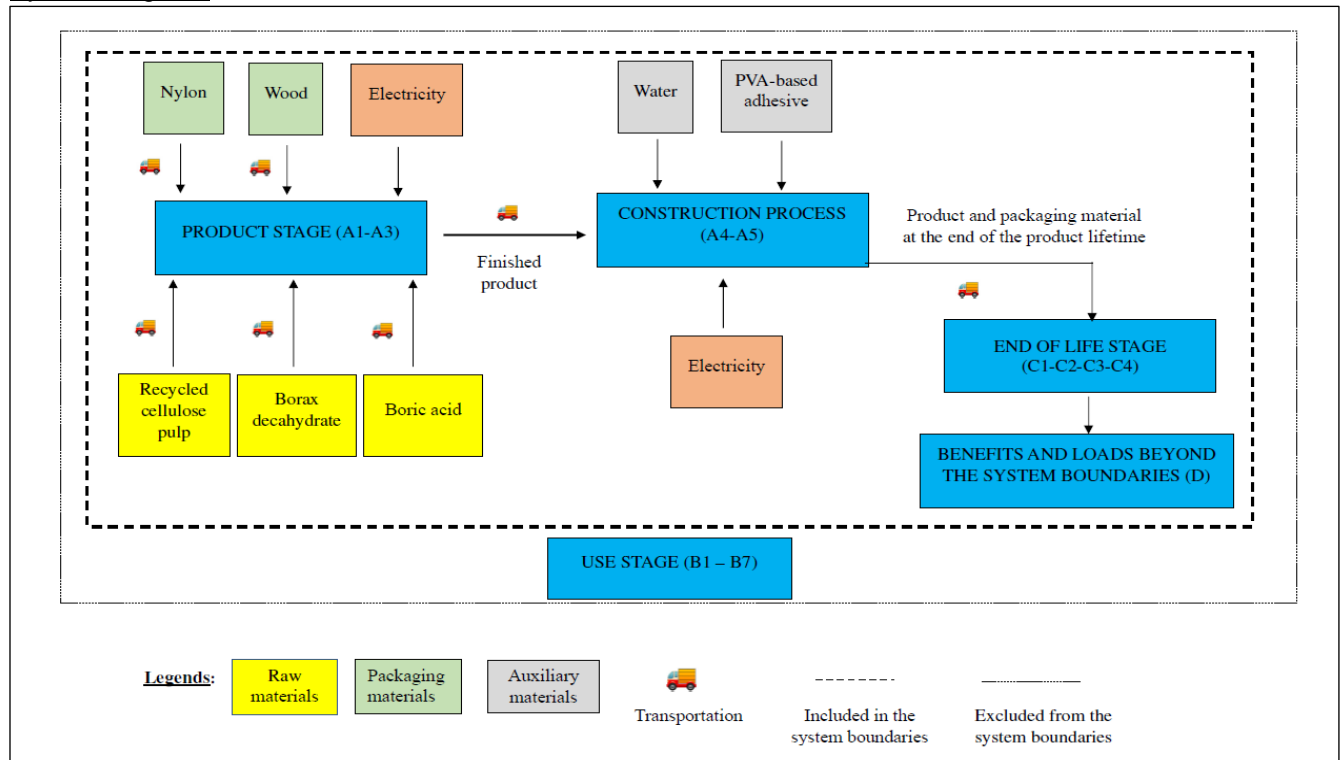 Nylon
Wood
Electricity
Water
PVA-based
adhesive
PRODUCT STAGE (A1-A3)
Finished
product
CONSTRUCTION PROCESS
(A4-A5)
Product and packaging material
at the end of the product lifetime
Recycled
cellulose
pulp
Borax
decahydrate
Boric acid
Electricity
END OF LIFE STAGE
(C1-C2-C3-C4)
BENEFITS AND LOADS BEYOND
THE SYSTEM BOUNDARIES (D)
USE STAGE (B1 – B7)
Legends:
Raw
materials
Packaging
materials
Auxiliary
materials
Transportation
Included in the
system boundaries
Excluded from the
system boundaries